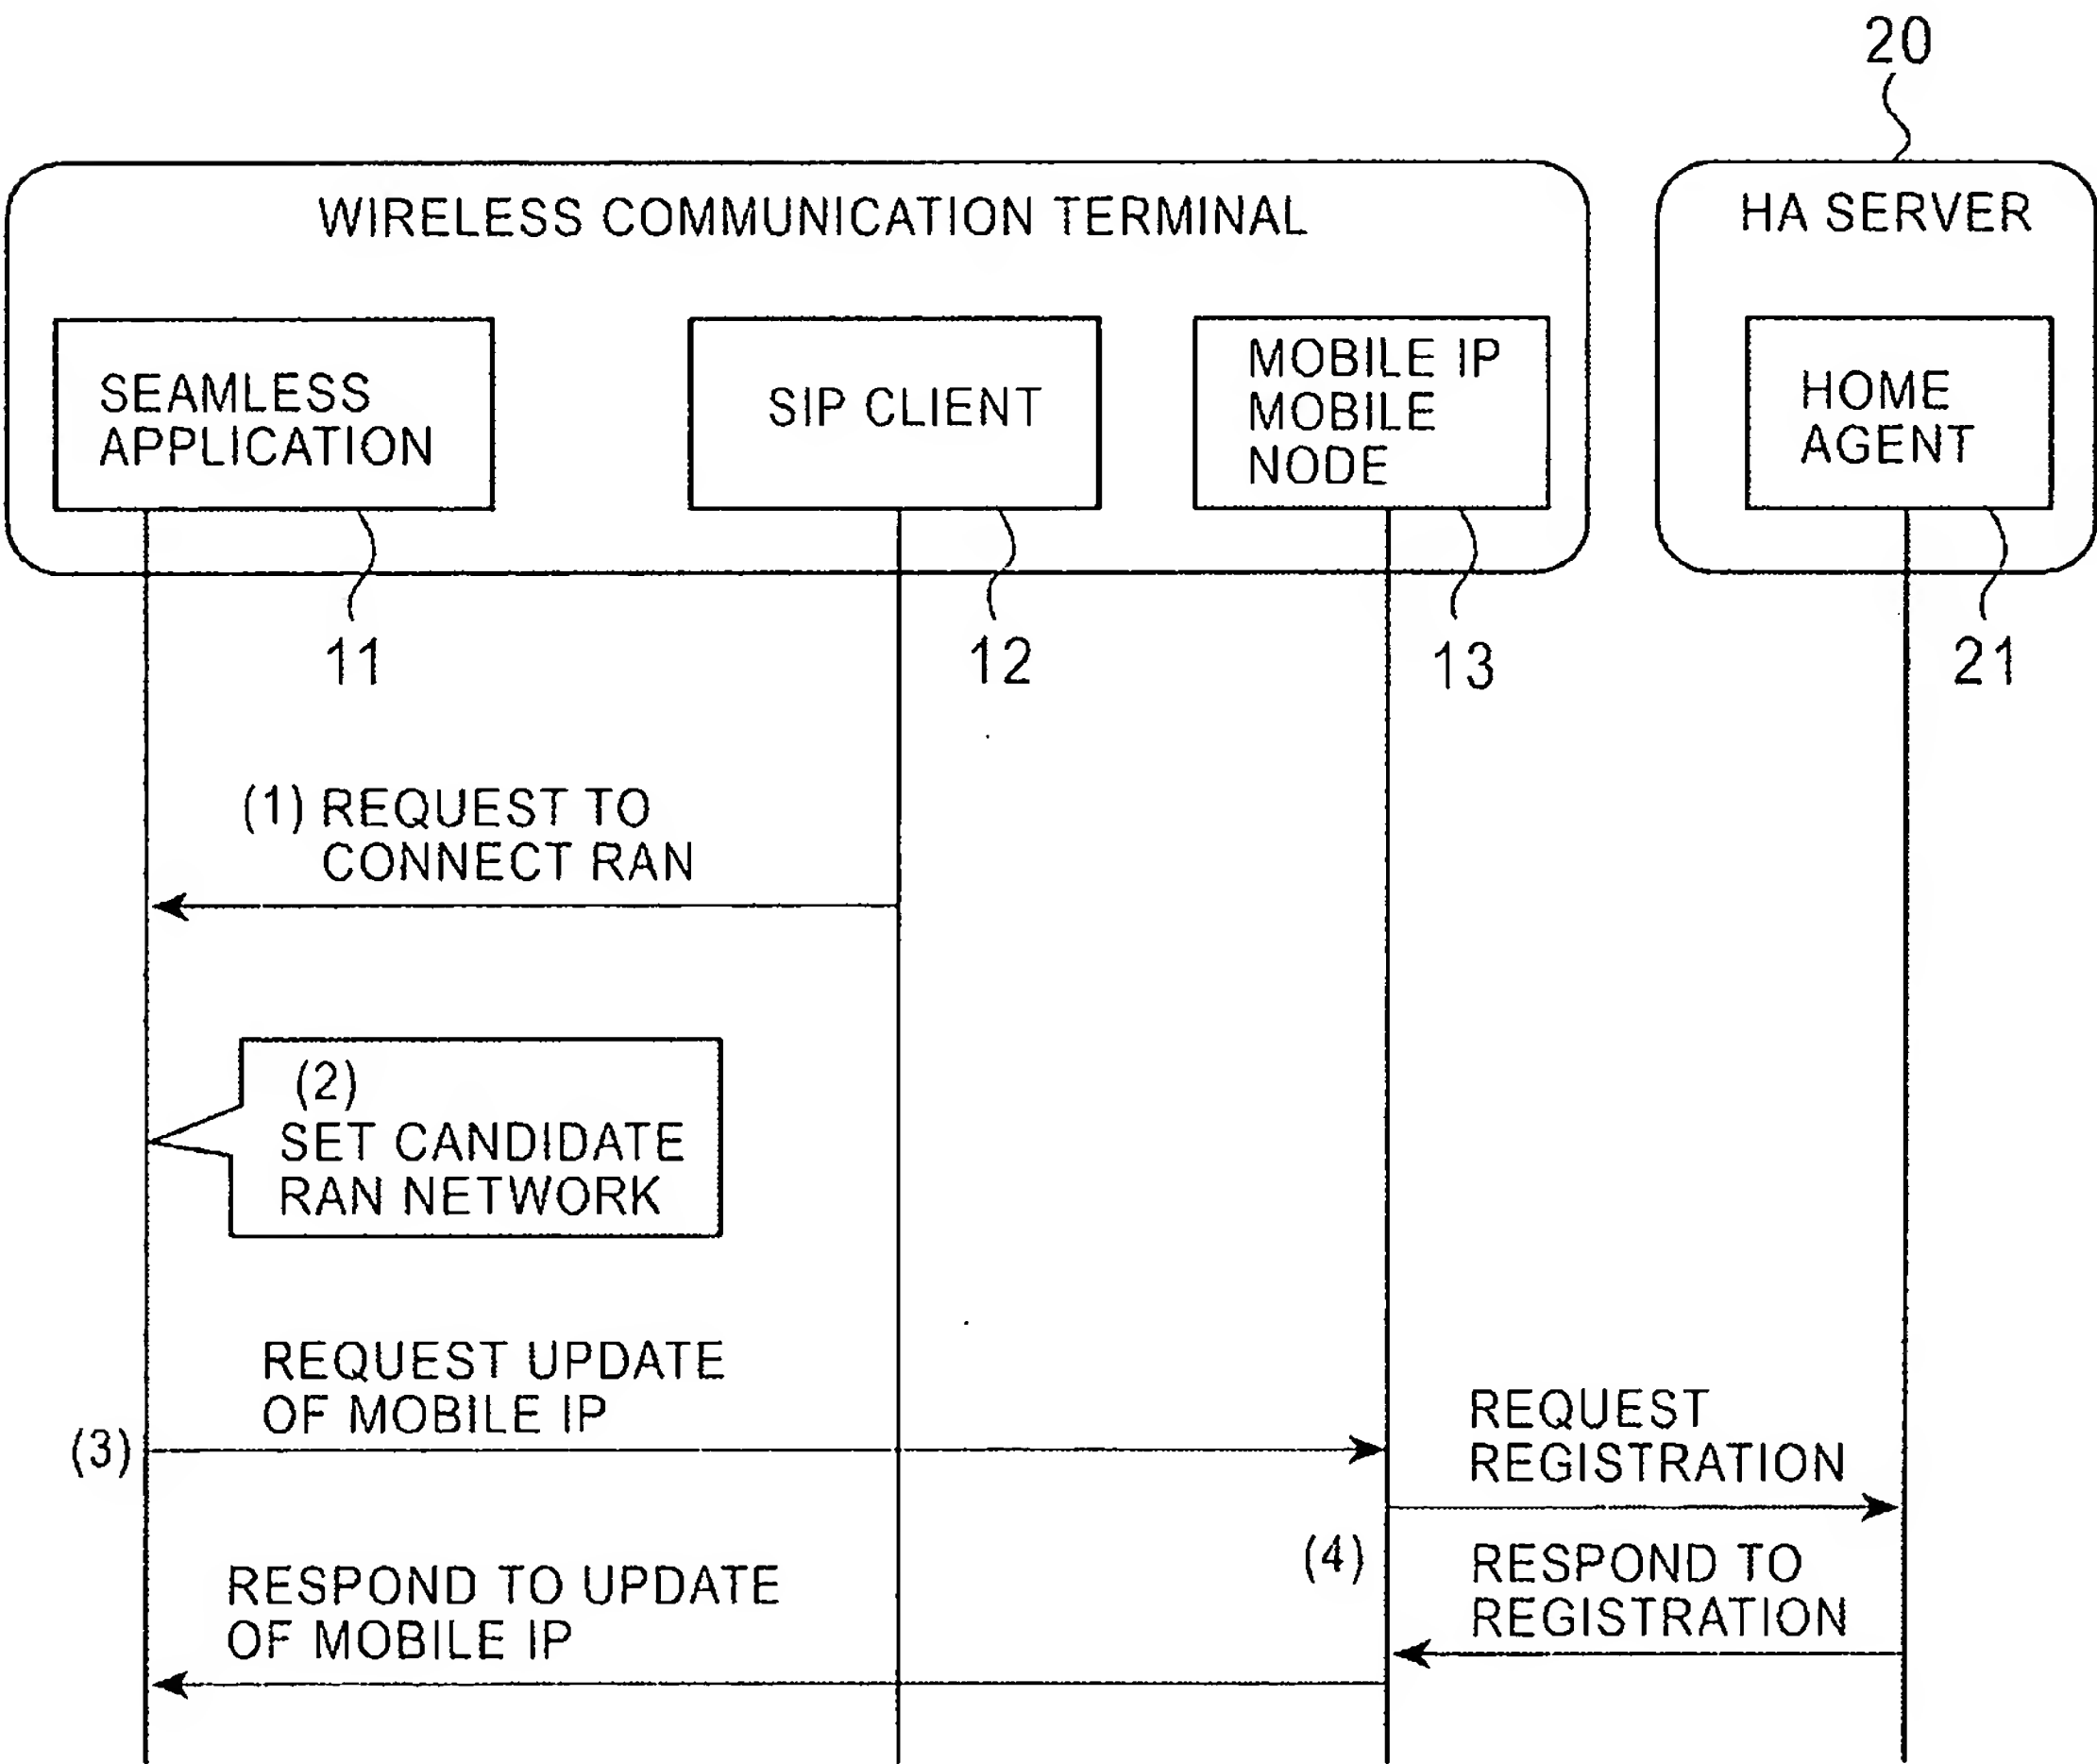 20
WIRELESS COMMUNICATION TERMINAL
HA SERVER
SEAMLESS
APPLICATION
SIP CLIENT
MOBILE IP
MOBILE
NODE
HOME
AGENT
11
12
13
21
(1) REQUEST TO
CONNECT RAN
(2)
SET CANDIDATE
RAN NETWORK
REQUEST UPDATE
OF MOBILE IP
(3)
REQUEST
REGISTRATION
(4)
RESPOND TO
REGISTRATION
RESPOND TO UPDATE
OF MOBILE IP